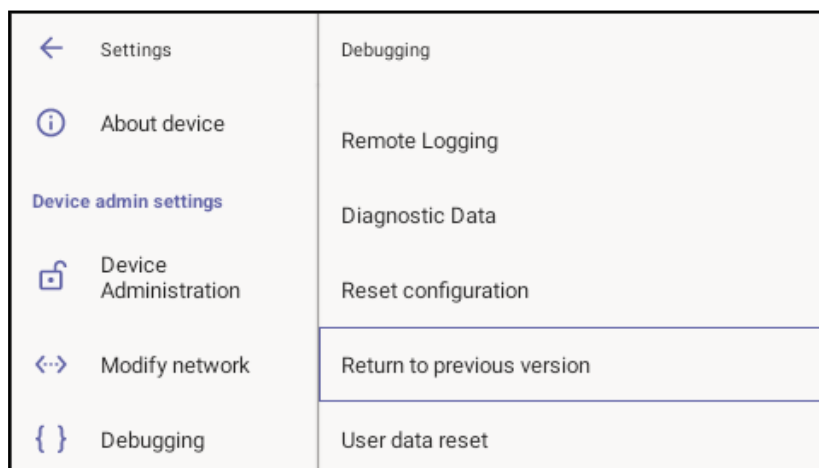 Settings
About device
Device admin settings
Device
Administration
Modify network
Debugging
Debugging
Remote Logging
Diagnostic Data
Reset configuration
Return to previous version
User data reset